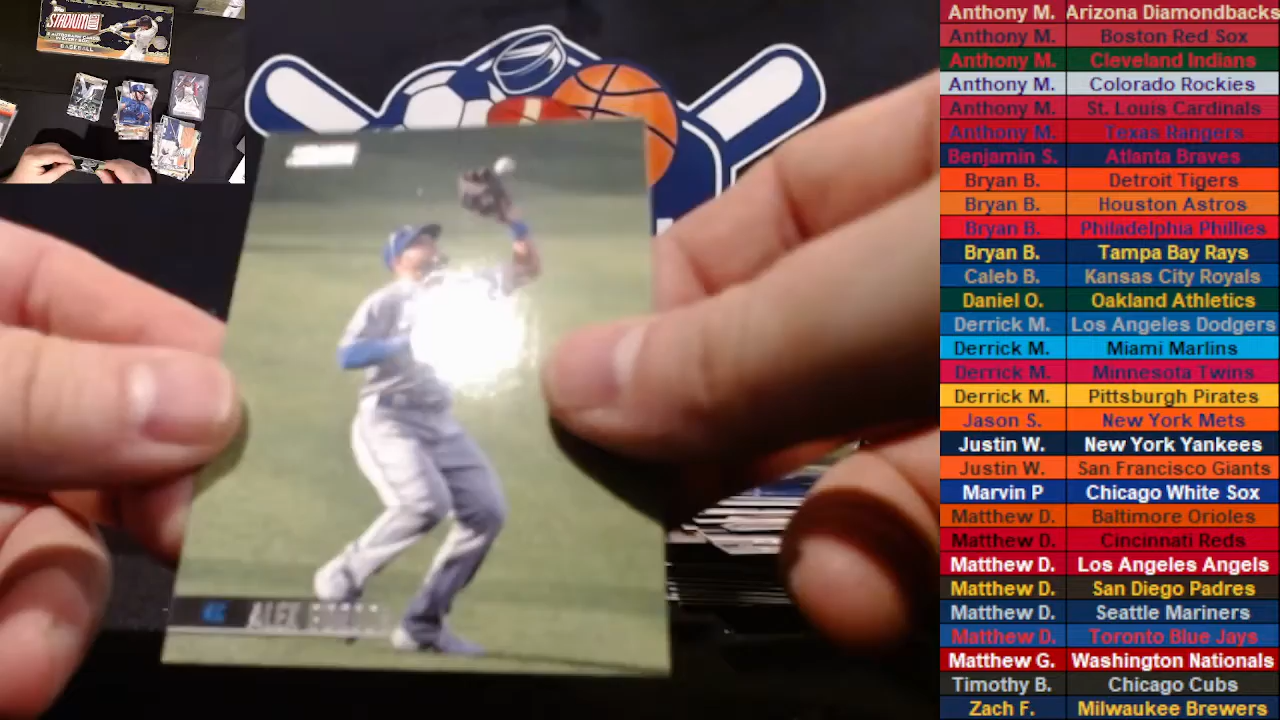 STADIUM
BASEBALL
ALEX
Anthony M. Arizona Diamondbacks
Anthony M. Boston Red Sox
Anthony M. Cleveland Indians
Anthony M. Colorado Rockies
Anthony M. St. Louis Cardinals
Anthony M. Texas Rangers
Benjamin S. Atlanta Braves
Bryan B. Detroit Tigers
Bryan B. Houston Astros
Bryan B. Philadelphia Phillies
Bryan B. Tampa Bay Rays
Caleb B. Kansas City Royals
Daniel O. Oakland Athletics
Derrick M. Los Angeles Dodgers
Derrick M. Miami Marlins
Derrick M. Minnesota Twins
Derrick M. Pittsburgh Pirates
Jason S. New York Mets
Justin W. New York Yankees
Justin W. San Francisco Giants
Marvin P Chicago White Sox
Matthew D. Baltimore Orioles
Matthew D. Cincinnati Reds
Matthew D. Los Angeles Angels
Matthew D. San Diego Padres
Matthew D. Seattle Mariners
Matthew D. Toronto Blue Jays
Matthew G. Washington Nationals
Timothy B. Chicago Cubs
Zach F. Milwaukee Brewers